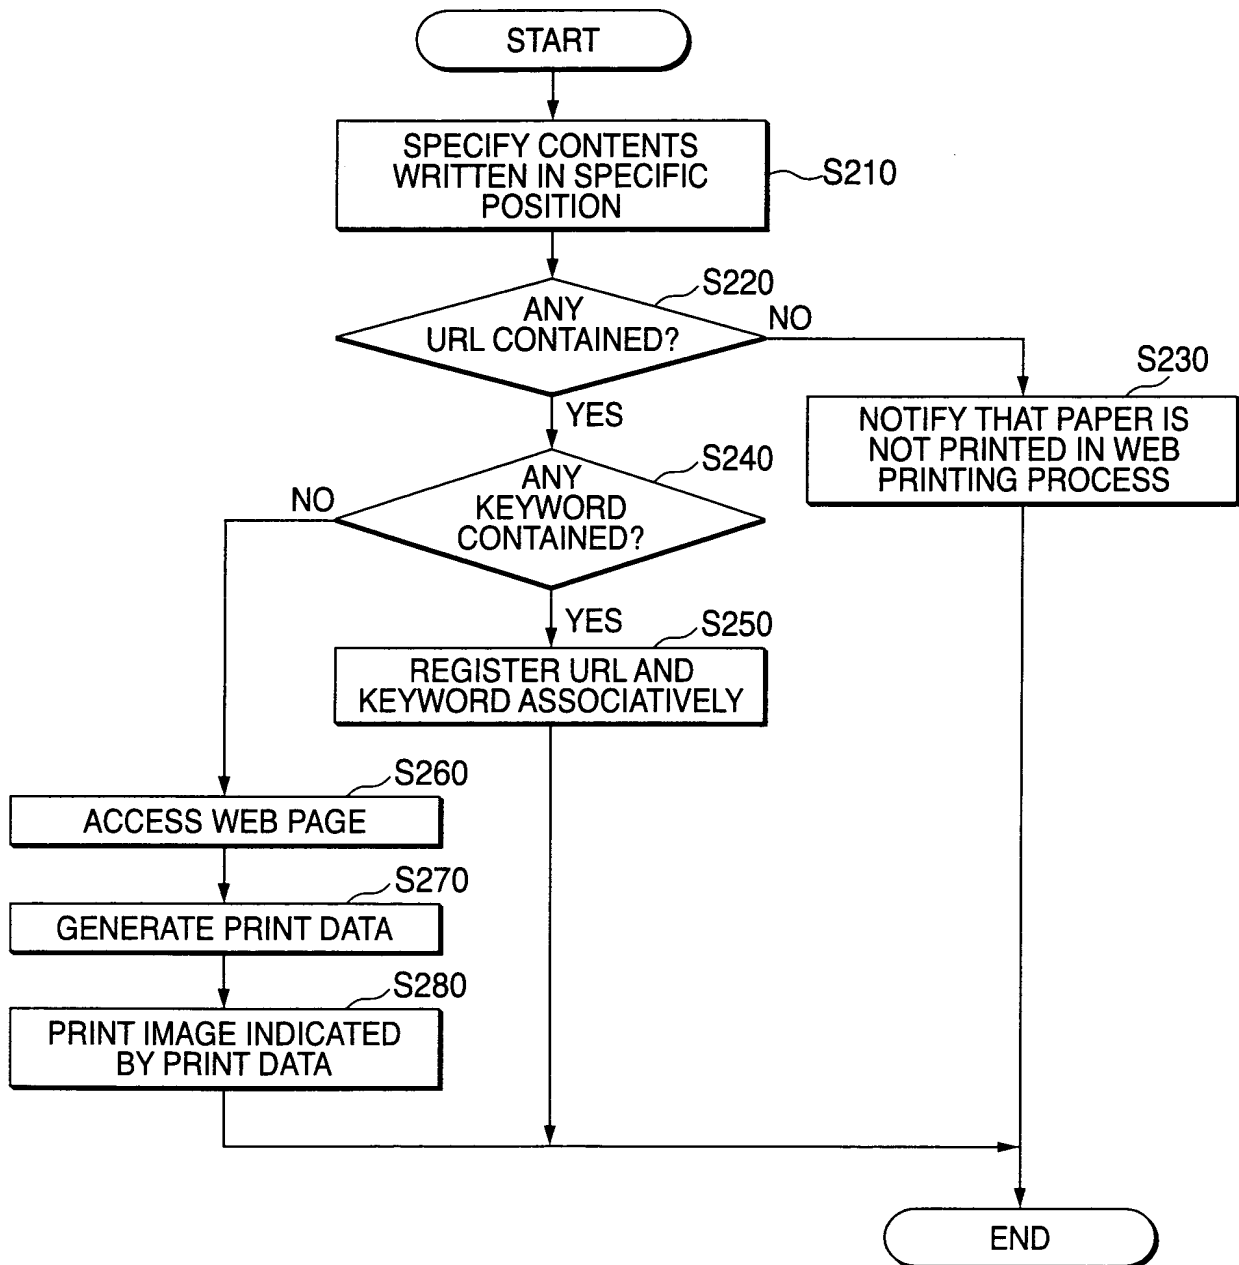 START
SPECIFY CONTENTS
WRITTEN IN SPECIFIC
POSITION
S210
ANY
URL CONTAINED?
S220
NO
YES
S230
NOTIFY THAT PAPER IS
NOT PRINTED IN WEB
PRINTING PROCESS
S240
ANY
KEYWORD
CONTAINED?
NO
YES
S250
REGISTER URL AND
KEYWORD ASSOCIATIVELY
S260
ACCESS WEB PAGE
S270
GENERATE PRINT DATA
S280
PRINT IMAGE INDICATED
BY PRINT DATA
END